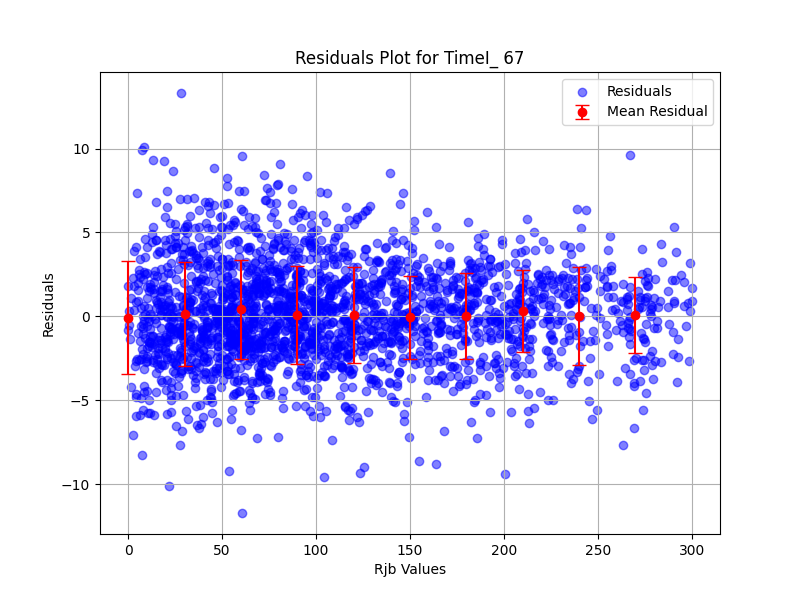 Residuals Plot for TimeI_ 67
Residuals
Mean Residual
10
5
0
−5
−10
Residuals
0 50 100 150 200 250 300
Rjb Values